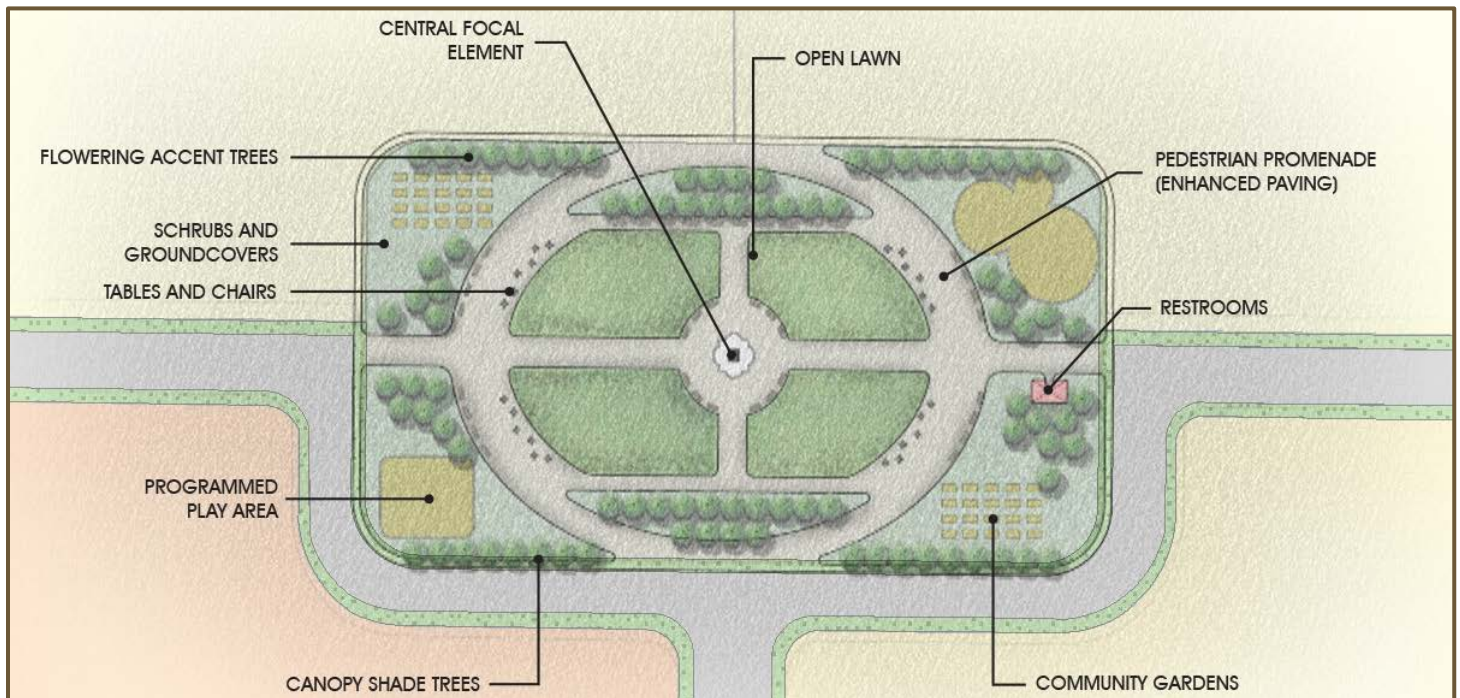 CENTRAL FOCAL
ELEMENT
OPEN LAWN
FLOWERING ACCENT TREES
PEDESTRIAN PROMENADE
(ENHANCED PAVING)
SCHRUBS AND
GROUNDCOVERS
TABLES AND CHAIRS
RESTROOMS
PROGRAMMED
PLAY AREA
CANOPY SHADE TREES
COMMUNITY GARDENS